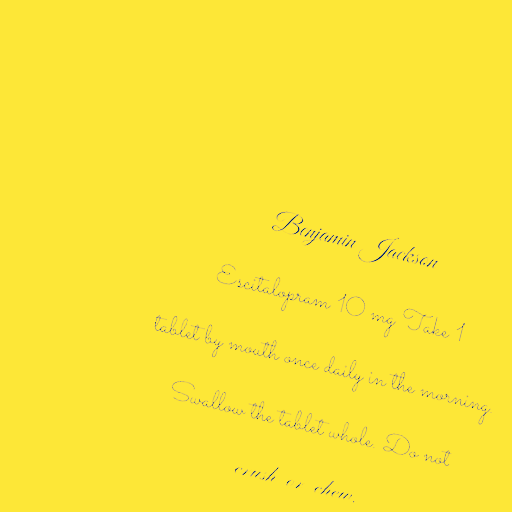 Benjamin Jackson
Escitalopram 10 mg Take 1
tablet by mouth once daily in the morning
Swallow the tablet whole. Do not
crush or chew.